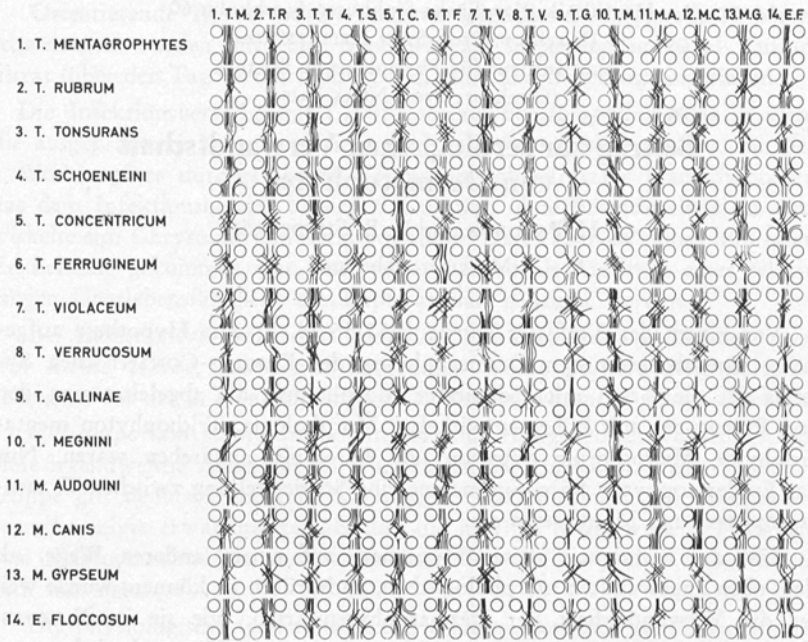 1. T. M. 2. T. R. 3. T. T. 4. T. S. 5. T. C. 6. T. F. 7. T. V. 8. T. V. 9. T. G. 10. T. M. 11. M. A. 12. M. C. 13. M. G. 14. E. F.
1. T. MENTAGROPHYTES
2. T. RUBRUM
3. T. TONSURANS
4. T. SCHOENLEINI
5. T. CONCENTRICUM
6. T. FERRUGINEUM
7. T. VIOLACEUM
8. T. VERRUCOSUM
9. T. GALLINAE
10. T. MEGNINI
11. M. AUDOUINI
12. M. CANIS
13. M. GYPSEUM
14. E. FLOCCOSUM